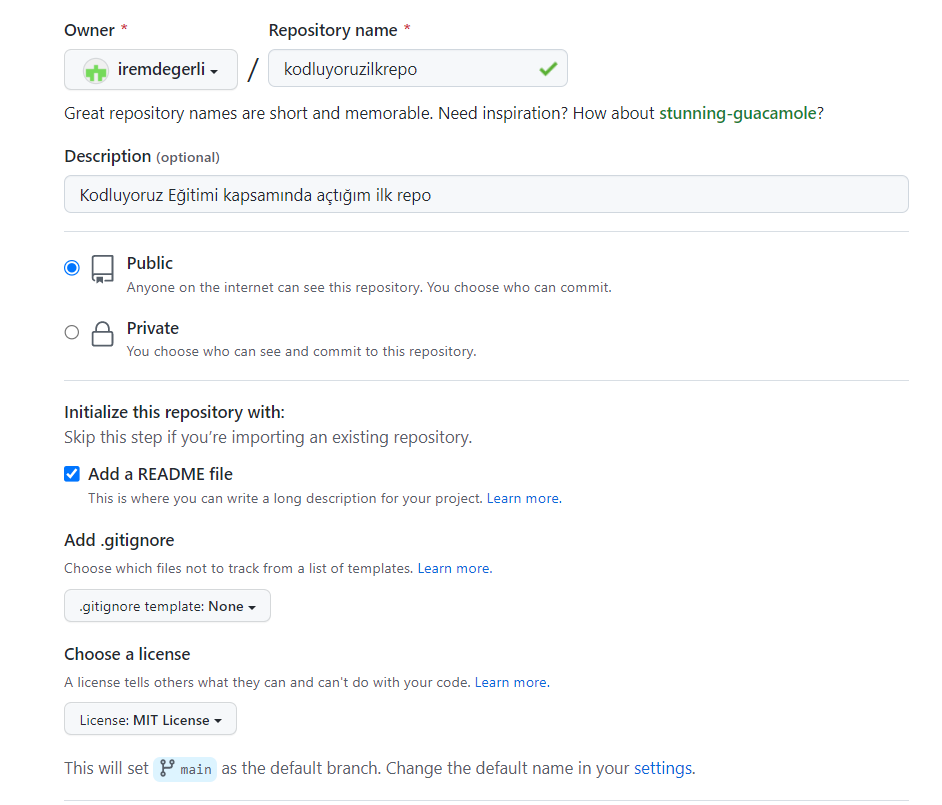 Owner * Repository name *
iremdegerli / kodluyoruzilkrepo
Great repository names are short and memorable. Need inspiration? How about stunning-guacamole?
Description (optional)
Kodluyoruz Eğitimi kapsamında açtığım ilk repo
Public
Anyone on the internet can see this repository. You choose who can commit.
Private
You choose who can see and commit to this repository.
Initialize this repository with:
Skip this step if you're importing an existing repository.
Add a README file
This is where you can write a long description for your project. Learn more.
Add .gitignore
Choose which files not to track from a list of templates. Learn more.
.gitignore template: None
Choose a license
A license tells others what they can and can't do with your code. Learn more.
License: MIT License
This will set main as the default branch. Change the default name in your settings.